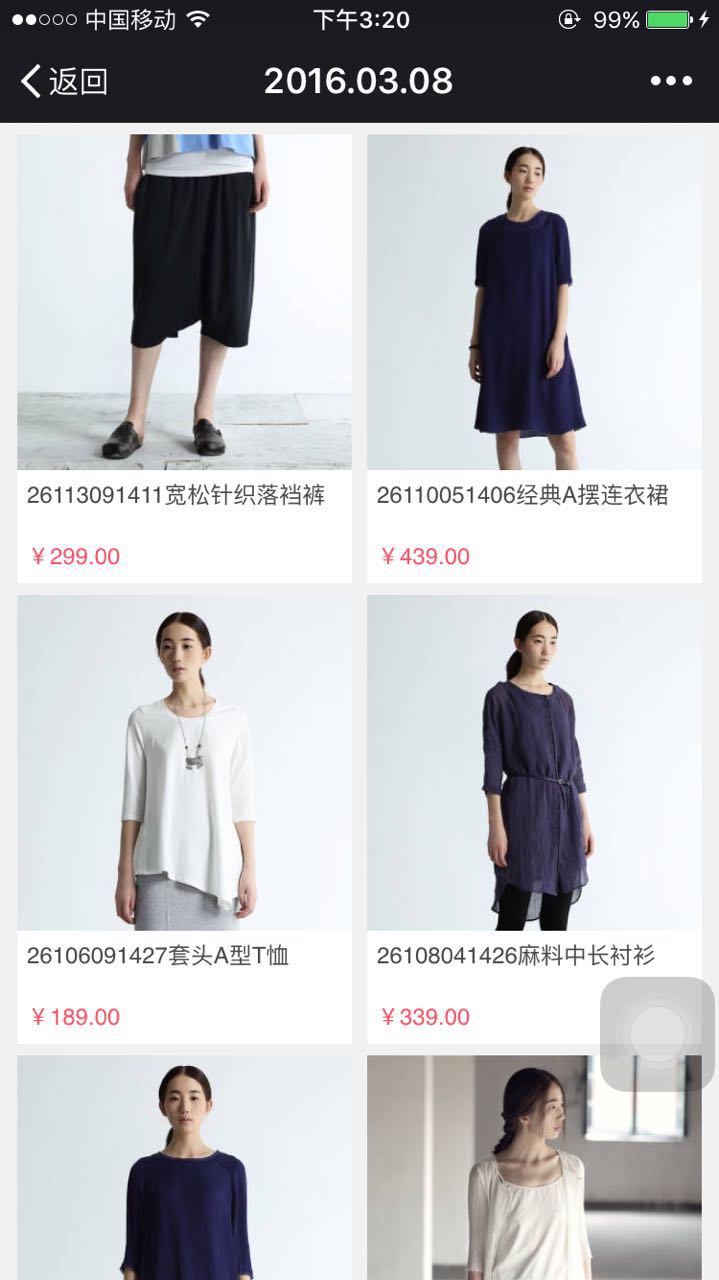 中国移动 下午3:20 99%
返回 2016.03.08
26113091411宽松针织落裆裤
26110051406经典A摆连衣裙
￥299.00
￥439.00
26106091427套头A型T恤
26108041426麻料中长衬衫
￥189.00
￥339.00